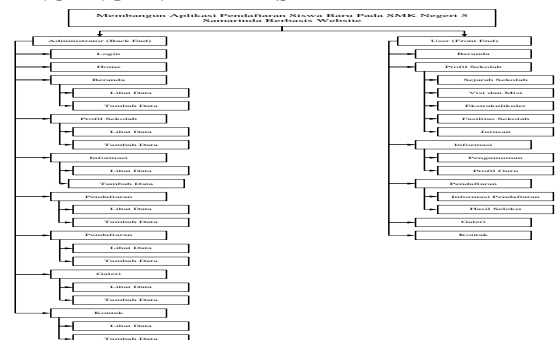 Membangun Aplikasi Pendaftaran Siswa Baru Pada SMK Negeri 5
Samarinda Berbasis Website
Administrator (Back End)
Login
Home
Beranda
Lihat Data
Tambah Data
Profil Sekolah
Lihat Data
Tambah Data
Informasi
Lihat Data
Tambah Data
Pendaftaran
Lihat Data
Tambah Data
Pendaftaran
Lihat Data
Tambah Data
Galeri
Lihat Data
Tambah Data
Kontak
Lihat Data
Tambah Data
User (Front End)
Beranda
Profil Sekolah
Sejarah Sekolah
Visi dan Misi
Ekstrakulikuler
Fasilitas Sekolah
Jurusan
Informasi
Pengumuman
Profil Guru
Pendaftaran
Informasi Pendaftaran
Hasil Seleksi
Galeri
Kontak